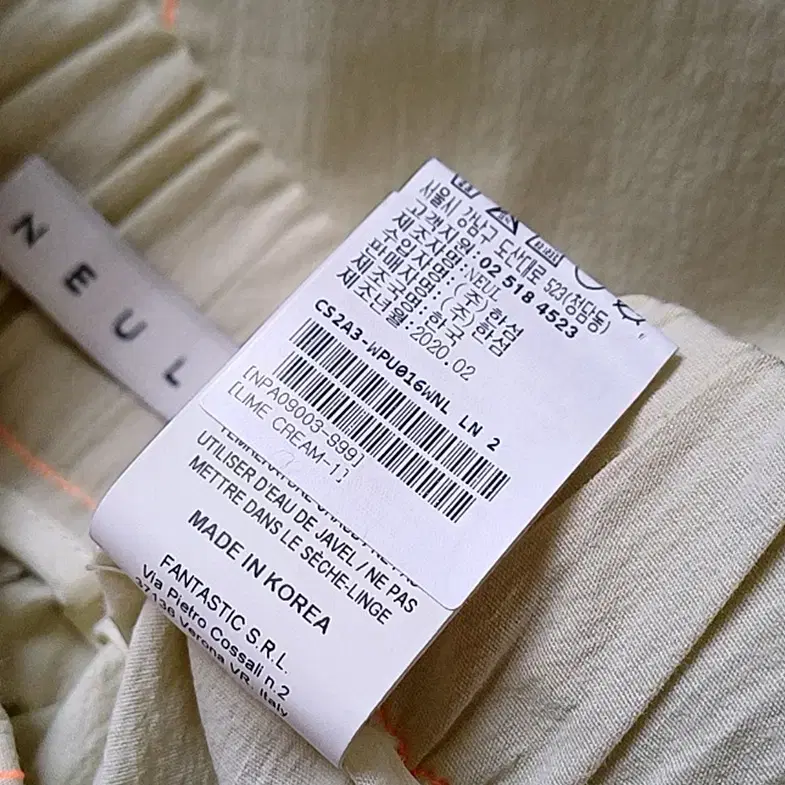 NEUL
서울시 강남구 도산대로 523(청담동)
고객지원: 02 518 4523
제조자명:NEUL
수입자명:(주)한섬
판매자명:(주)한섬
제조국명:한국
제조년월:2020.02
CS2A3-WPU016WNL LN 2
[NPA09003-999]
[LIME CREAM-1]
UTILISER D'EAU DE JAVEL / NE PAS
METTRE DANS LE SÈCHE-LINGE
MADE IN KOREA
FANTASTIC S.R.L.
Via Pietro Cossali n.2
37136 Verona VR, Italy